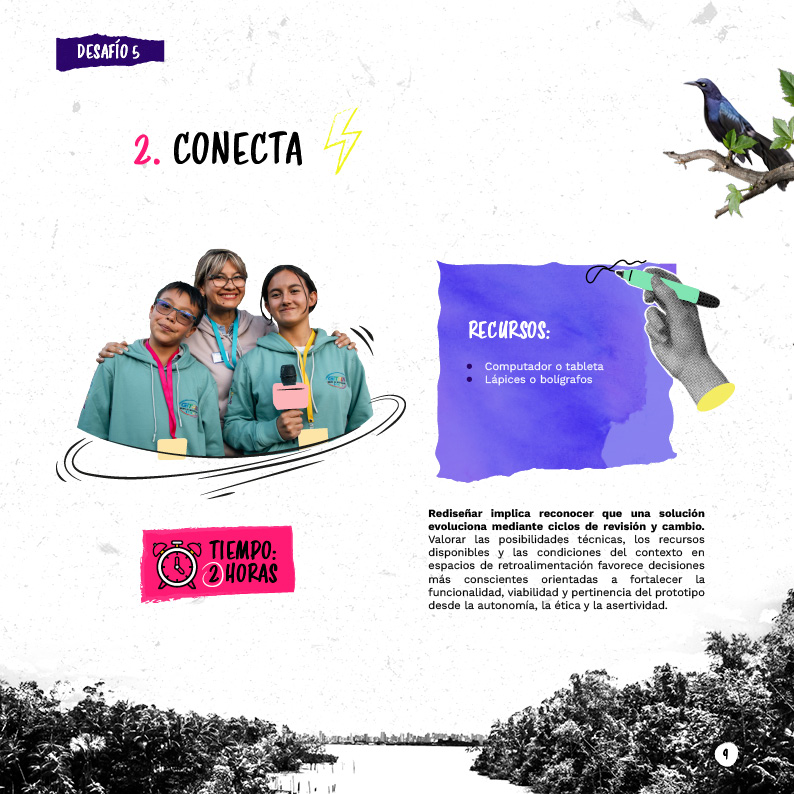 DESAFÍO 5
2. CONECTA
RECURSOS:
Computador o tableta
Lápices o bolígrafos
TIEMPO:
2 HORAS
Rediseñar implica reconocer que una solución
evoluciona mediante ciclos de revisión y cambio.
Valorar las posibilidades técnicas, los recursos
disponibles y las condiciones del contexto en
espacios de retroalimentación favorece decisiones
más conscientes orientadas a fortalecer la
funcionalidad, viabilidad y pertinencia del prototipo
desde la autonomía, la ética y la asertividad.
9